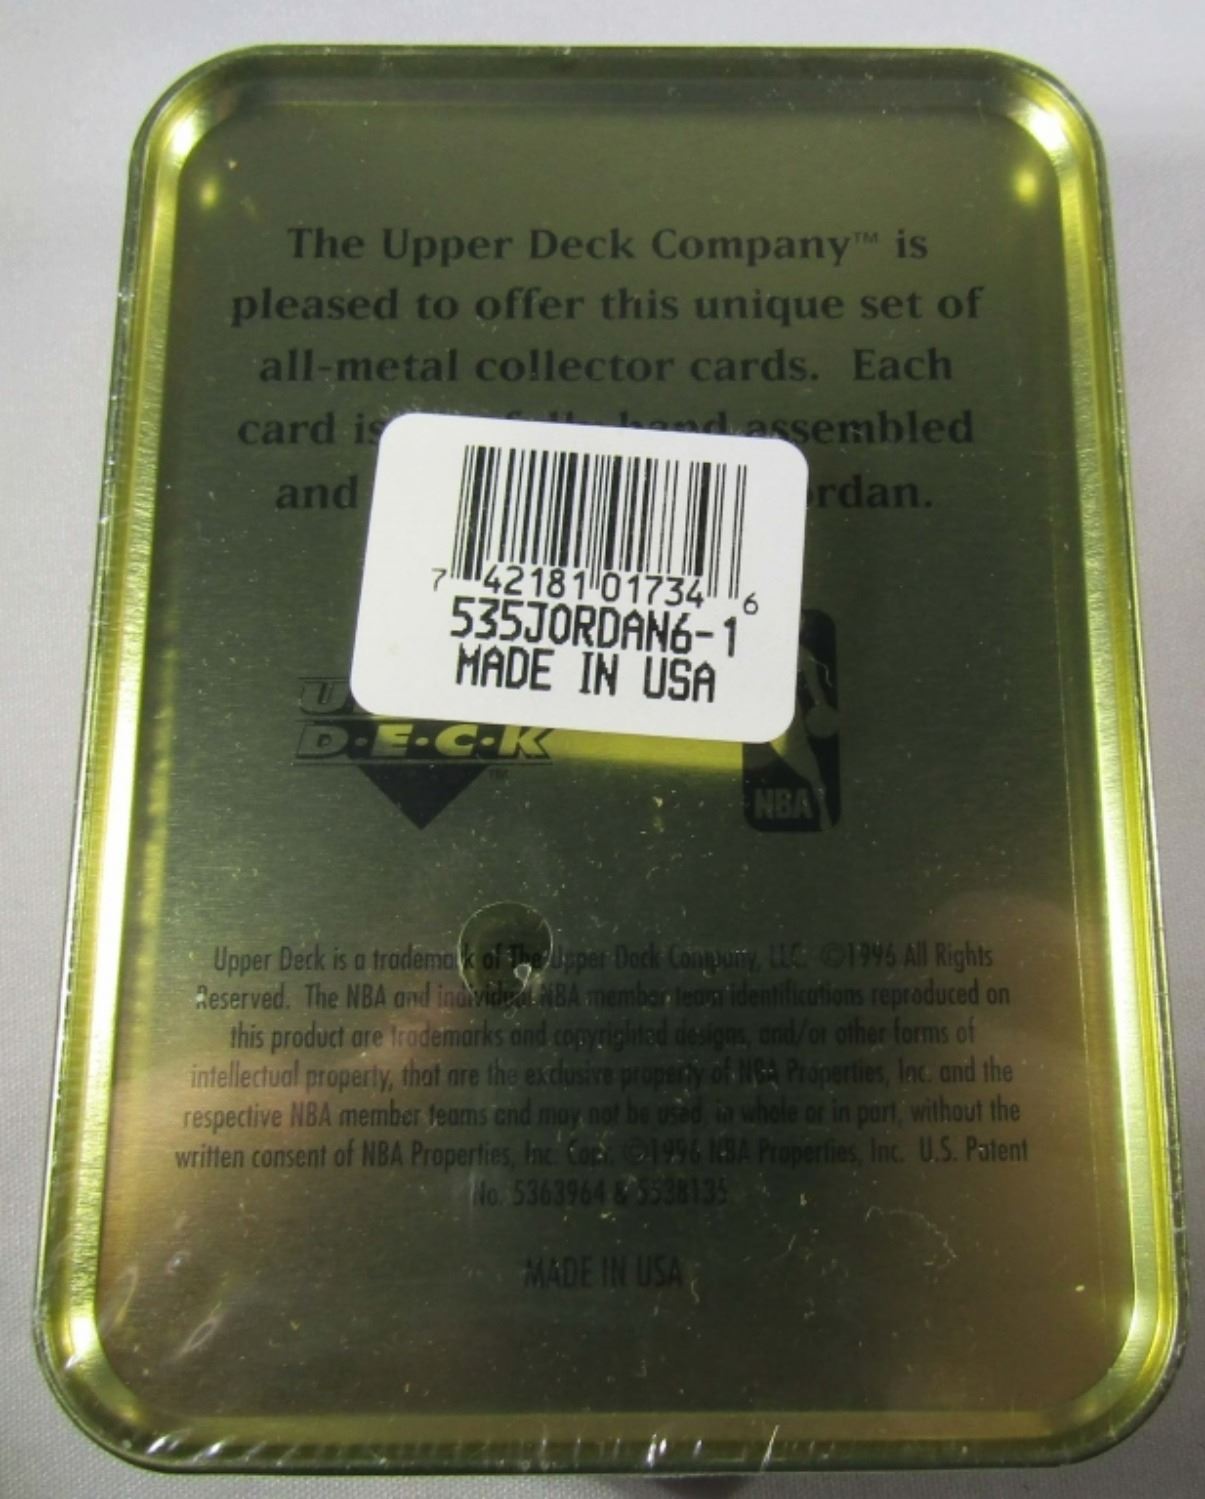 The Upper Deck Company™ is
pleased to offer this unique set of
all-metal collector cards. Each
card is hand assembled
and
7 42181 01734 6
535JORDAN6-1
MADE IN USA
D·E·C·K
™
NBA
Upper Deck is a trademark of The Upper Deck Company, LLC. ©1996 All Rights
Reserved. The NBA and individual NBA member team identifications reproduced on
this product are trademarks and copyrighted designs, and/or other forms of
intellectual property, that are the exclusive property of NBA Properties, Inc. and the
respective NBA member teams and may not be used, in whole or in part, without the
written consent of NBA Properties, Inc. Copr. ©1996 NBA Properties, Inc. U.S. Patent
No. 5363964 & 5538135.
MADE IN USA